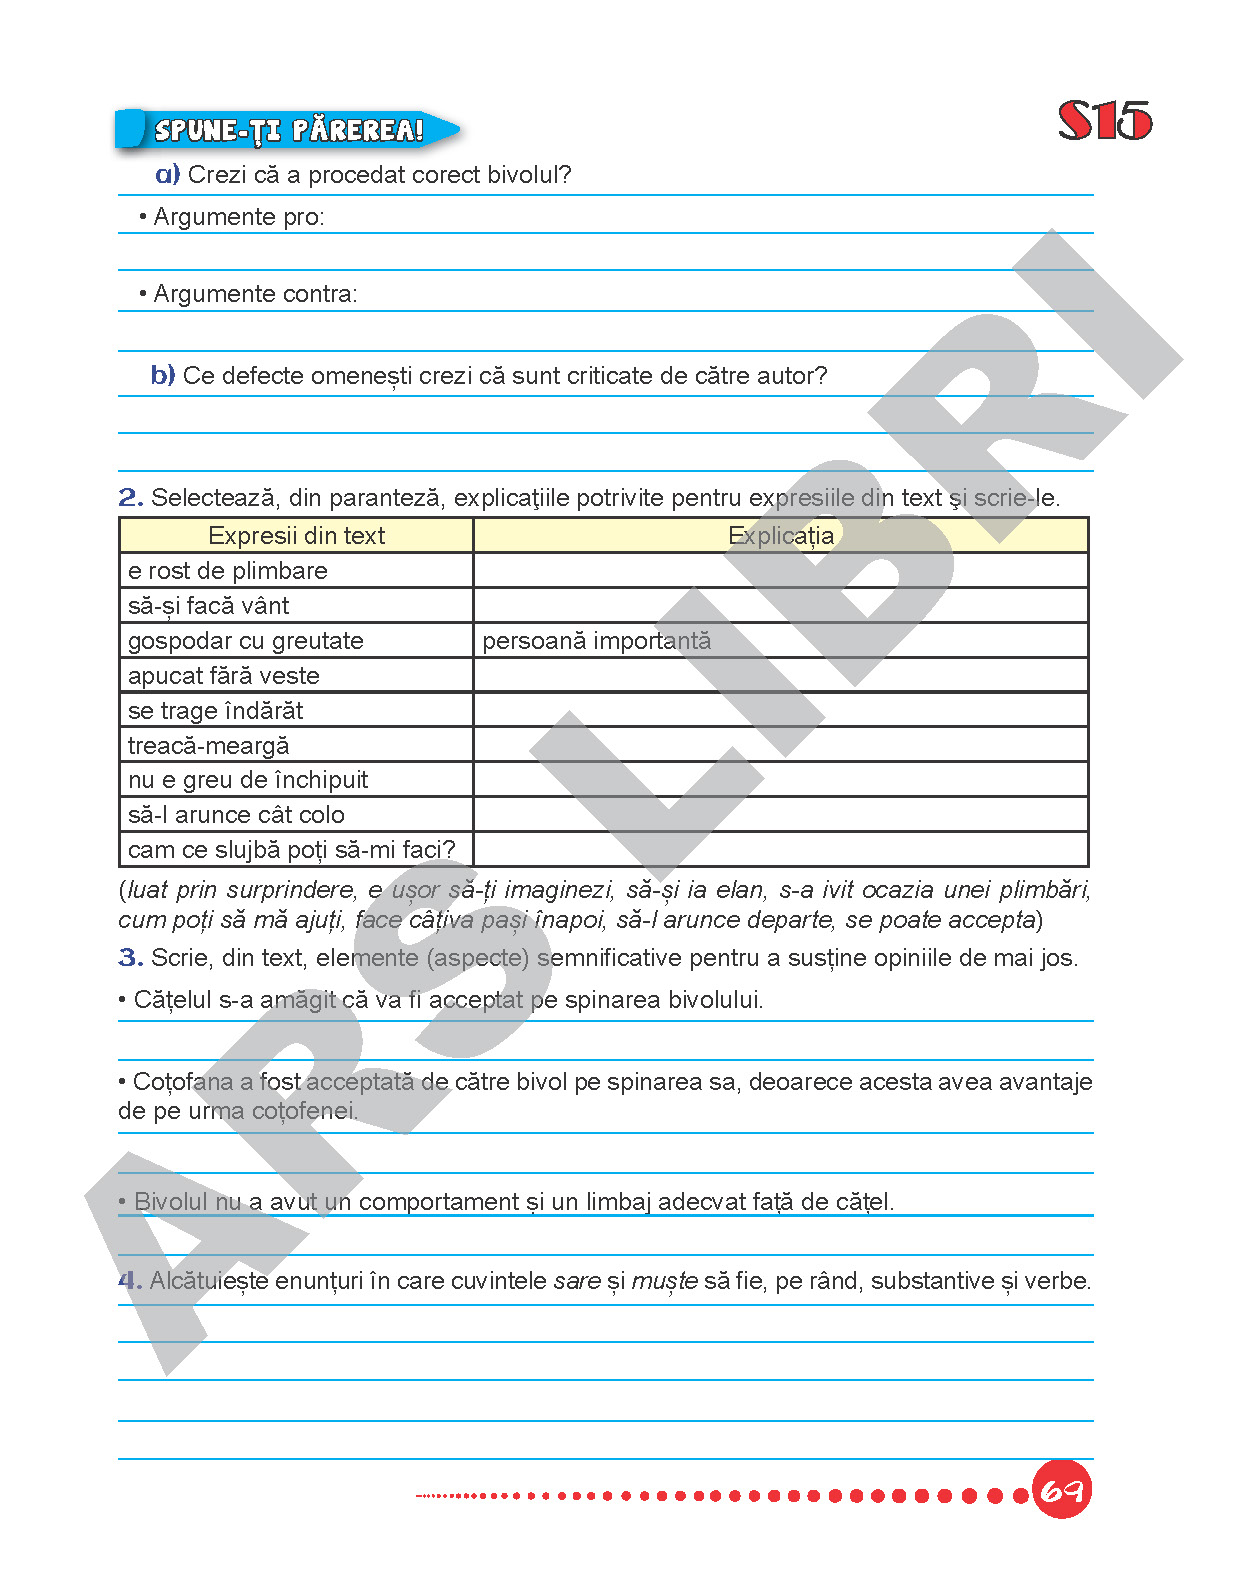 S15
SPUNE-ȚI PĂREREA!
a) Crezi că a procedat corect bivolul?
• Argumente pro:
• Argumente contra:
b) Ce defecte omenești crezi că sunt criticate de către autor?
2. Selectează, din paranteză, explicaţiile potrivite pentru expresiile din text şi scrie-le.
Expresii din text Explicația
e rost de plimbare
să-și facă vânt
gospodar cu greutate persoană importantă
apucat fără veste
se trage îndărăt
treacă-meargă
nu e greu de închipuit
să-l arunce cât colo
cam ce slujbă poți să-mi faci?
(luat prin surprindere, e ușor să-ți imaginezi, să-și ia elan, s-a ivit ocazia unei plimbări,
cum poți să mă ajuți, face câțiva pași înapoi, să-l arunce departe, se poate accepta)
3. Scrie, din text, elemente (aspecte) semnificative pentru a susține opiniile de mai jos.
• Cățelul s-a amăgit că va fi acceptat pe spinarea bivolului.
• Coțofana a fost acceptată de către bivol pe spinarea sa, deoarece acesta avea avantaje
de pe urma coțofenei.
• Bivolul nu a avut un comportament și un limbaj adecvat față de cățel.
4. Alcătuiește enunțuri în care cuvintele sare și muște să fie, pe rând, substantive și verbe.
69
ARS LIBRI